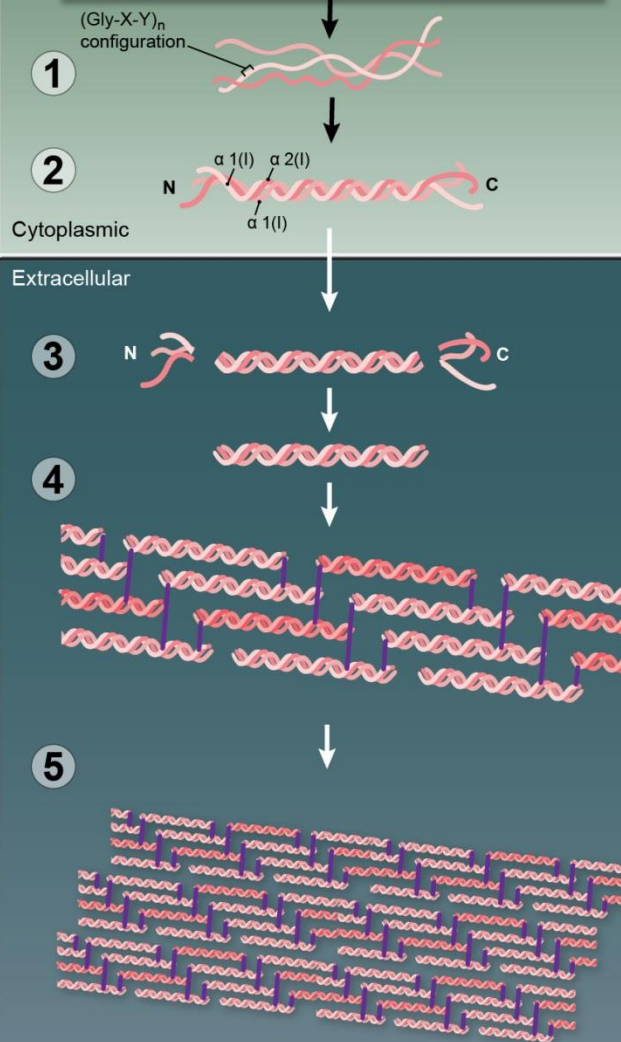 (Gly-X-Y)n
configuration
1
2
α 1(I)
α 2(I)
N
C
α 1(I)
Cytoplasmic
Extracellular
3
N
C
4
5